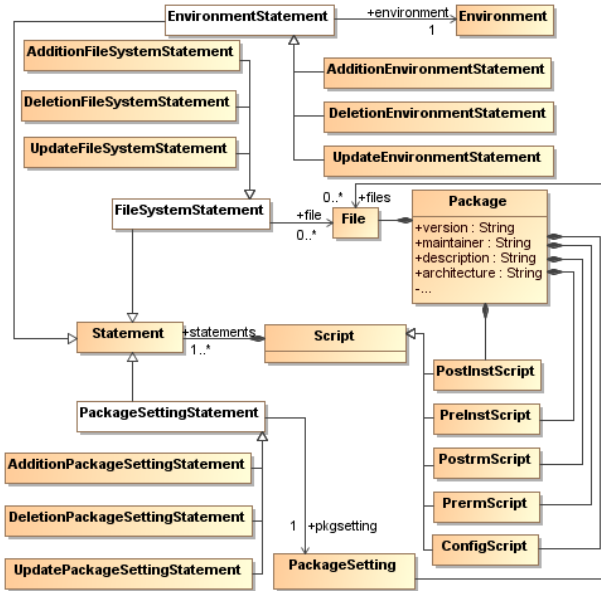 EnvironmentStatement
+environment
1
Environment
AdditionFileSystemStatement
DeletionFileSystemStatement
UpdateFileSystemStatement
AdditionEnvironmentStatement
DeletionEnvironmentStatement
UpdateEnvironmentStatement
FileSystemStatement
+file
0..*
0..*
+files
File
Package
+version : String
+maintainer : String
+description : String
+architecture : String
-...
Statement
+statements
1..*
Script
PostInstScript
PreInstScript
PostrmScript
PrermScript
ConfigScript
PackageSettingStatement
AdditionPackageSettingStatement
DeletionPackageSettingStatement
UpdatePackageSettingStatement
1
+pkgsetting
PackageSetting